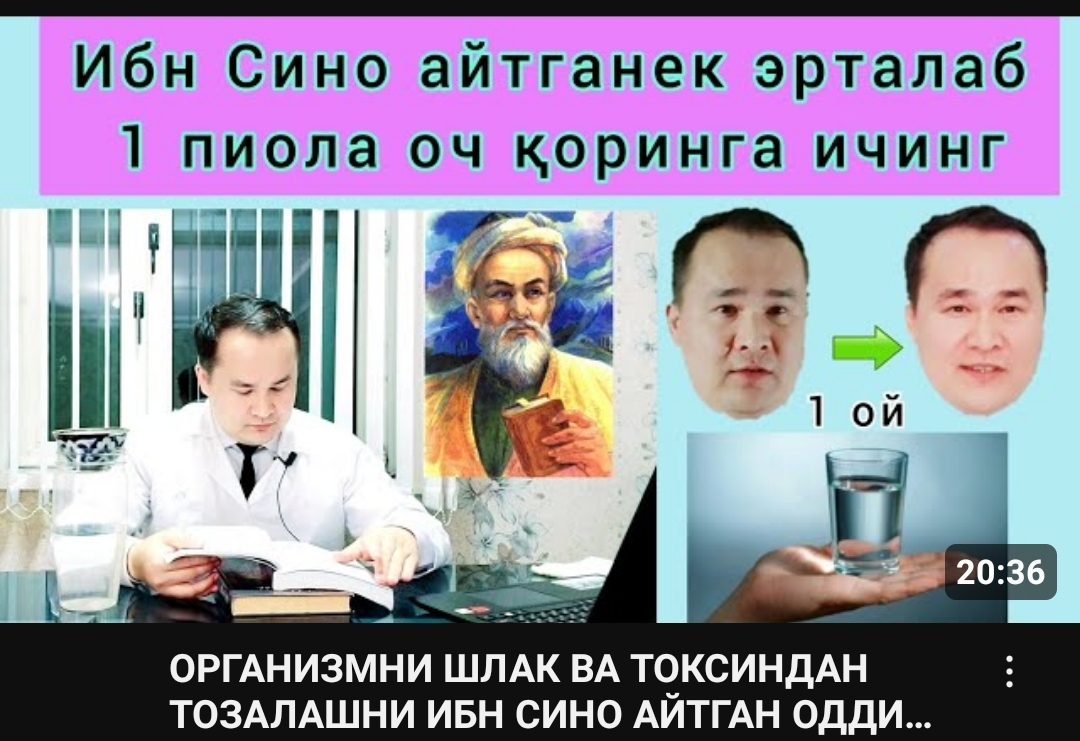 Ибн Сино айтганек эрталаб
1 пиола оч қоринга ичинг
1 ой
20:36
ОРГАНИЗМНИ ШЛАК ВА ТОКСИНДАН
ТОЗАЛАШНИ ИБН СИНО АЙТГАН ОДДИ...